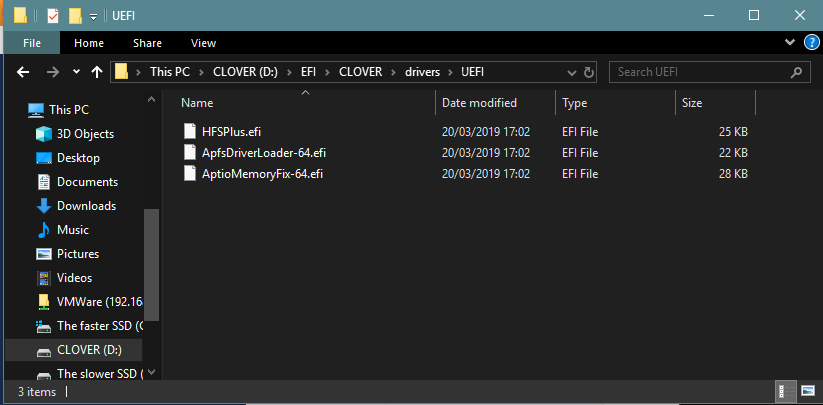 UEFI
File Home Share View
This PC CLOVER (D:) EFI CLOVER drivers UEFI Search UEFI
Name Date modified Type Size
HFSPlus.efi 20/03/2019 17:02 EFI File 25 KB
ApfsDriverLoader-64.efi 20/03/2019 17:02 EFI File 22 KB
AptioMemoryFix-64.efi 20/03/2019 17:02 EFI File 28 KB
This PC
3D Objects
Desktop
Documents
Downloads
Music
Pictures
Videos
VMWare (192.16
The faster SSD (
CLOVER (D:)
The slower SSD (
3 items